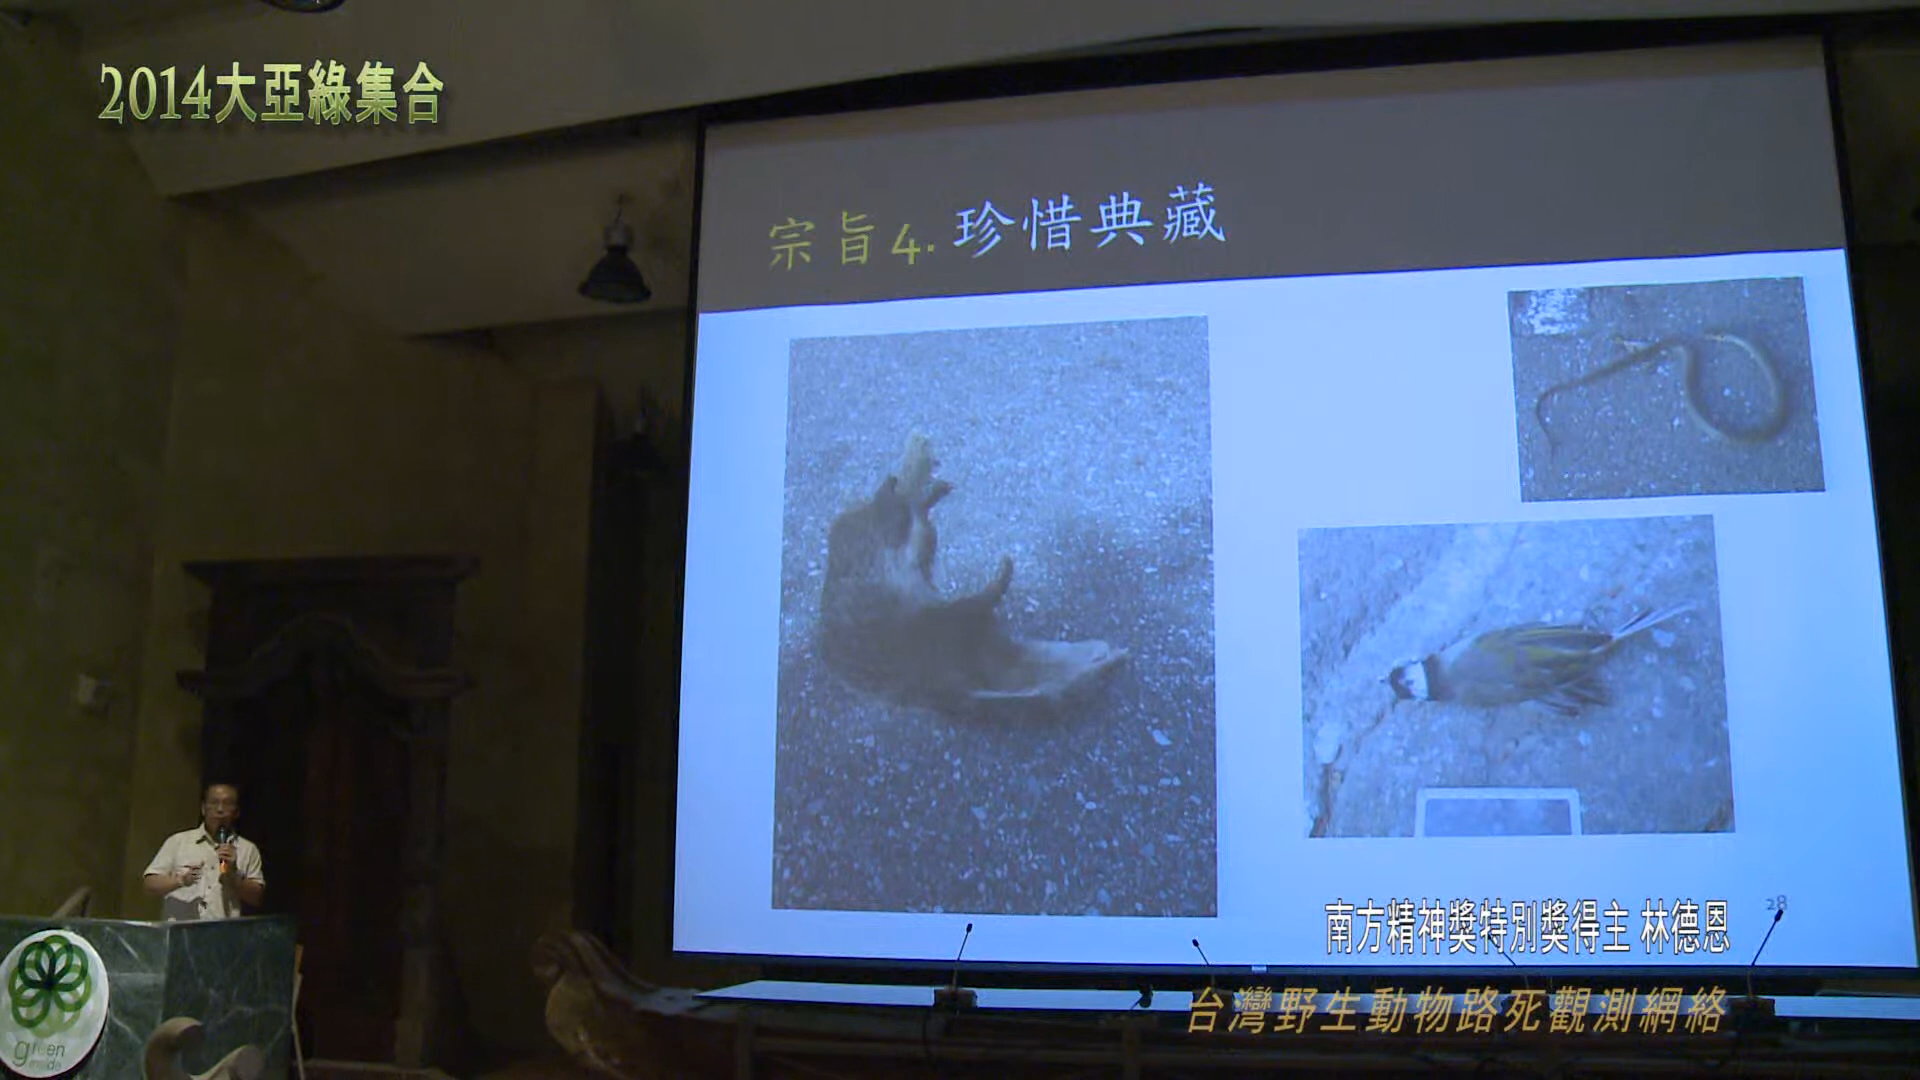 2014大亞綠集合
宗旨4. 珍惜典藏
28
南方精神獎特別獎得主 林德恩
台灣野生動物路死觀測網絡
green